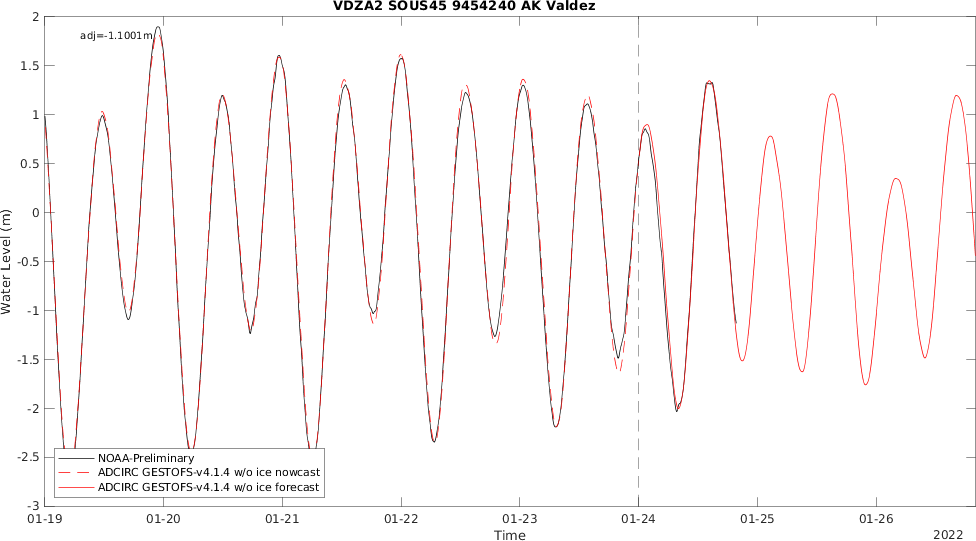 VDZA2 SOUS45 9454240 AK Valdez
adj=-1.1001m
Water Level (m)
2
1.5
1
0.5
0
-0.5
-1
-1.5
-2
-2.5
-3
NOAA-Preliminary
ADCIRC GESTOFS-v4.1.4 w/o ice nowcast
ADCIRC GESTOFS-v4.1.4 w/o ice forecast
01-19 01-20 01-21 01-22 01-23 01-24 01-25 01-26
Time
2022